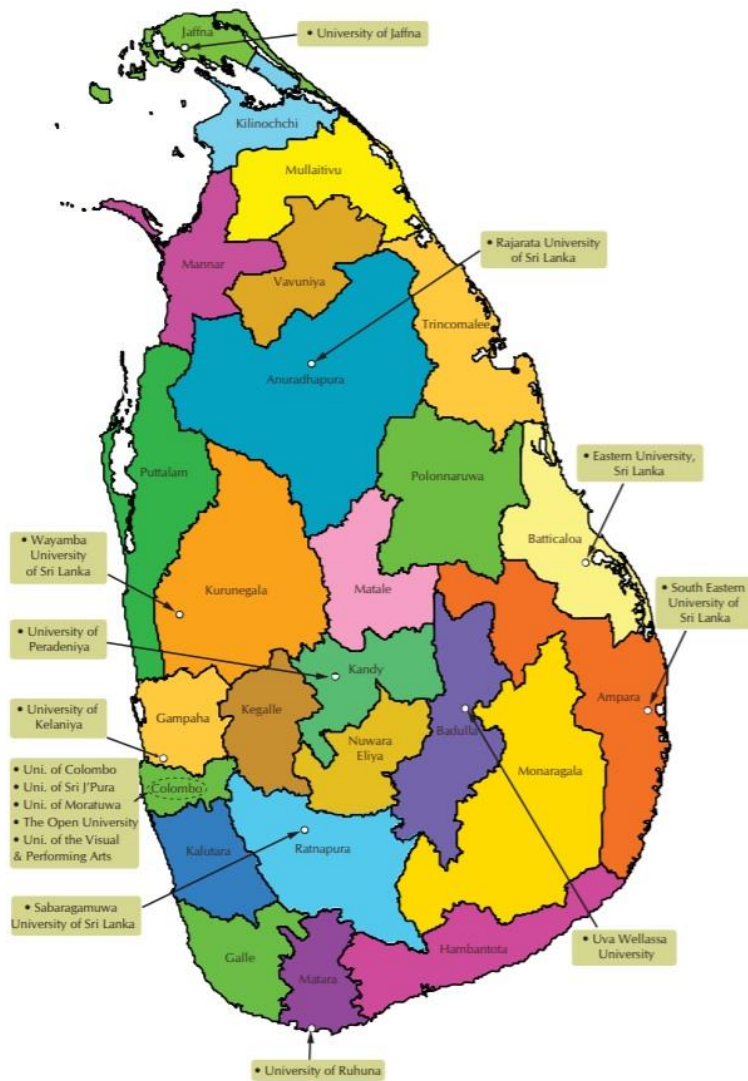 Jaffna
• University of Jaffna
Kilinochchi
Mullaitivu
• Rajarata University
of Sri Lanka
Mannar
Vavuniya
Trincomalee
Anuradhapura
Puttalam
Polonnaruwa
• Eastern University,
Sri Lanka
Batticaloa
• Wayamba
University
of Sri Lanka
Kurunegala
Matale
• South Eastern
University of
Sri Lanka
• University of
Peradeniya
Kandy
Ampara
• University of
Kelaniya
Gampaha
Kegalle
Nuwara
Eliya
Badulla
Monaragala
• Uni. of Colombo
• Uni. of Sri J'Pura
• Uni. of Moratuwa
• The Open University
• Uni. of the Visual
& Performing Arts
Colombo
Kalutara
Ratnapura
• Sabaragamuwa
University of Sri Lanka
Galle
Matara
Hambantota
• Uva Wellassa
University
• University of Ruhuna